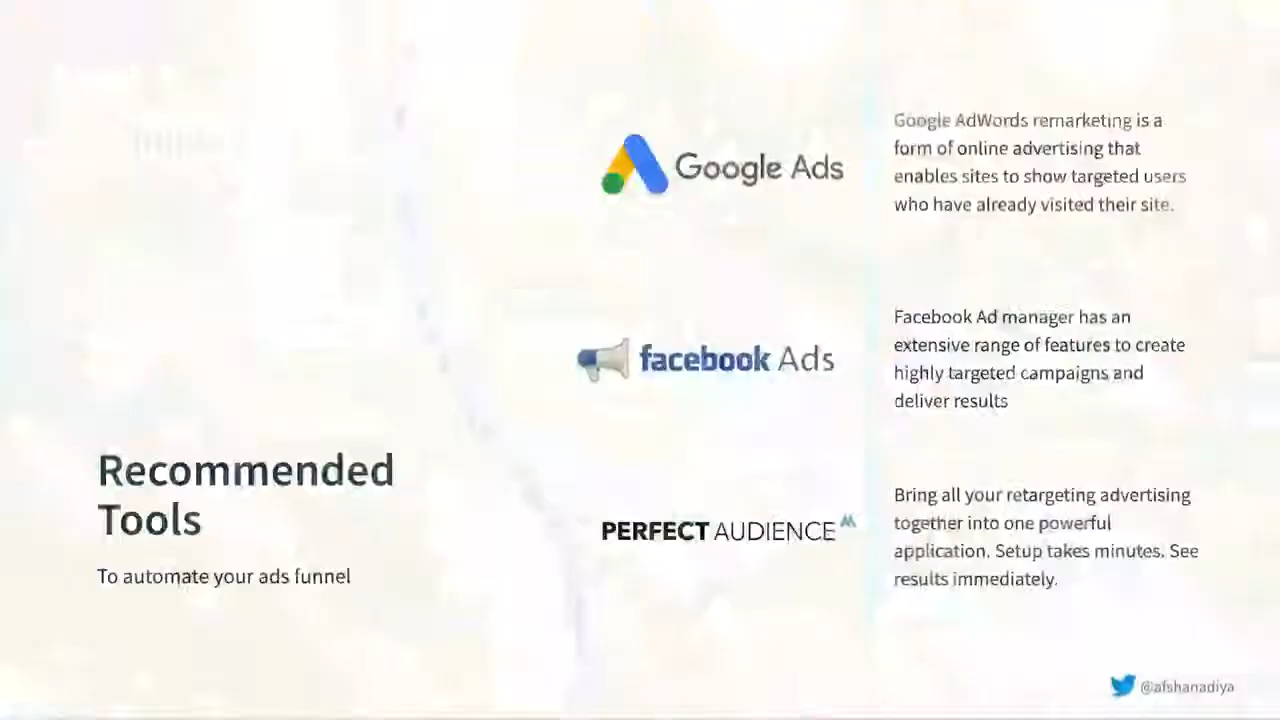 Recommended
Tools
To automate your ads funnel
Google Ads
Google AdWords remarketing is a
form of online advertising that
enables sites to show targeted users
who have already visited their site.
facebook Ads
Facebook Ad manager has an
extensive range of features to create
highly targeted campaigns and
deliver results
PERFECT AUDIENCE
Bring all your retargeting advertising
together into one powerful
application. Setup takes minutes. See
results immediately.
@afshanadiya